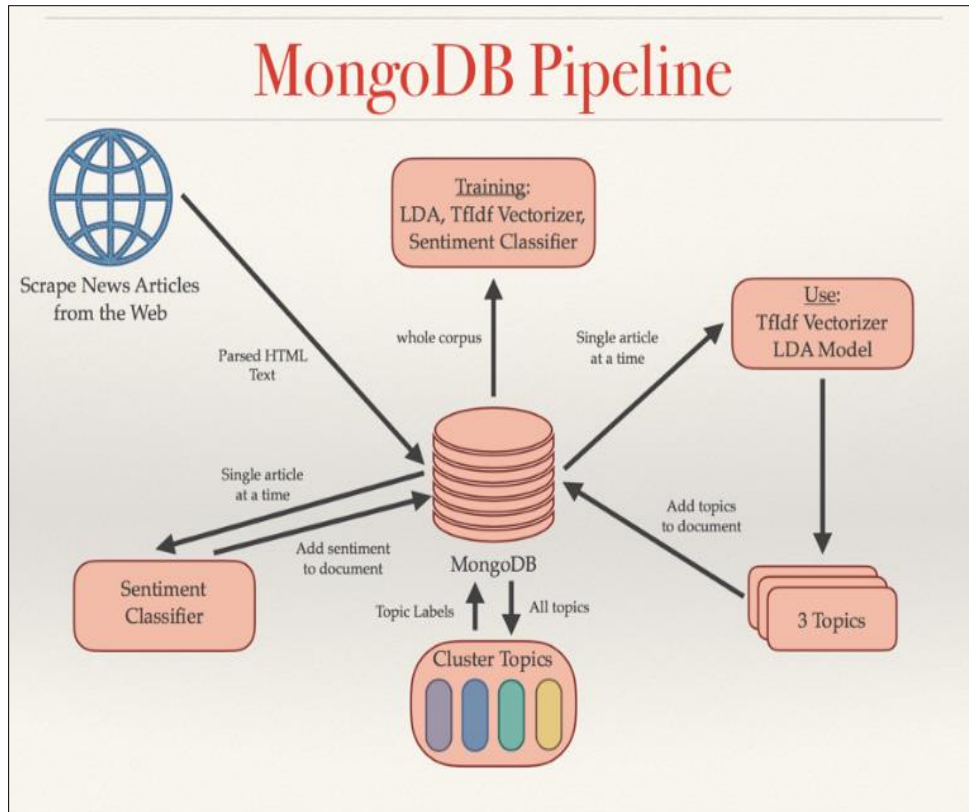 MongoDB Pipeline
Training:
LDA, TfIdf Vectorizer,
Sentiment Classifier
Scrape News Articles
from the Web
Use:
TfIdf Vectorizer
LDA Model
whole corpus
Single article
at a time
Parsed HTML
Text
Single article
at a time
Add topics
to document
Add sentiment
to document
MongoDB
Sentiment
Classifier
Topic Labels
All topics
3 Topics
Cluster Topics